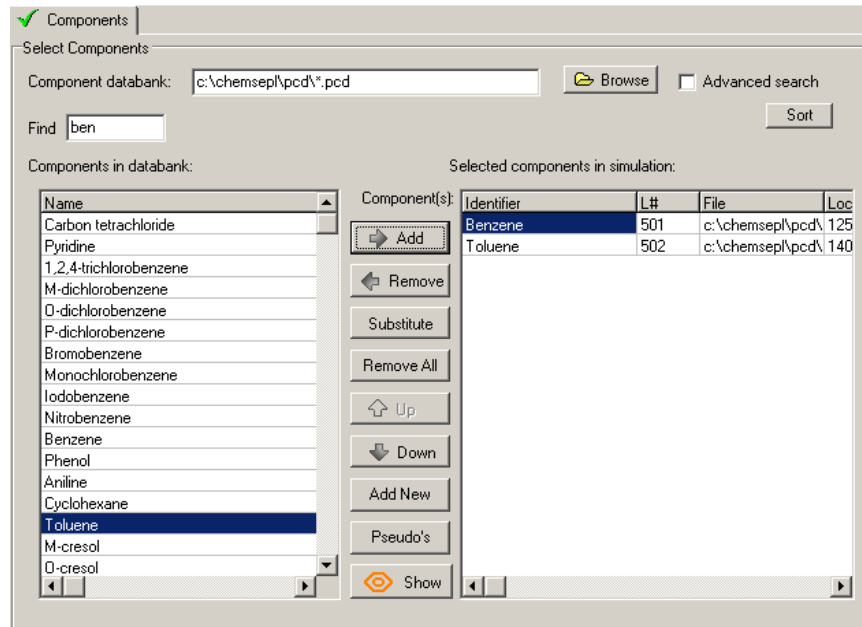 Components
Select Components
Component databank: c:\chemsepl\pcd\*.pcd Browse Advanced search
Sort
Find ben
Components in databank: Selected components in simulation:
Name
Carbon tetrachloride
Pyridine
1,2,4-trichlorobenzene
M-dichlorobenzene
O-dichlorobenzene
P-dichlorobenzene
Bromobenzene
Monochlorobenzene
Iodobenzene
Nitrobenzene
Benzene
Phenol
Aniline
Cyclohexane
Toluene
M-cresol
O-cresol
Component(s):
Add
Remove
Substitute
Remove All
Up
Down
Add New
Pseudo's
Show
Identifier L# File Loc
Benzene 501 c:\chemsepl\pcd\ 125
Toluene 502 c:\chemsepl\pcd\ 140